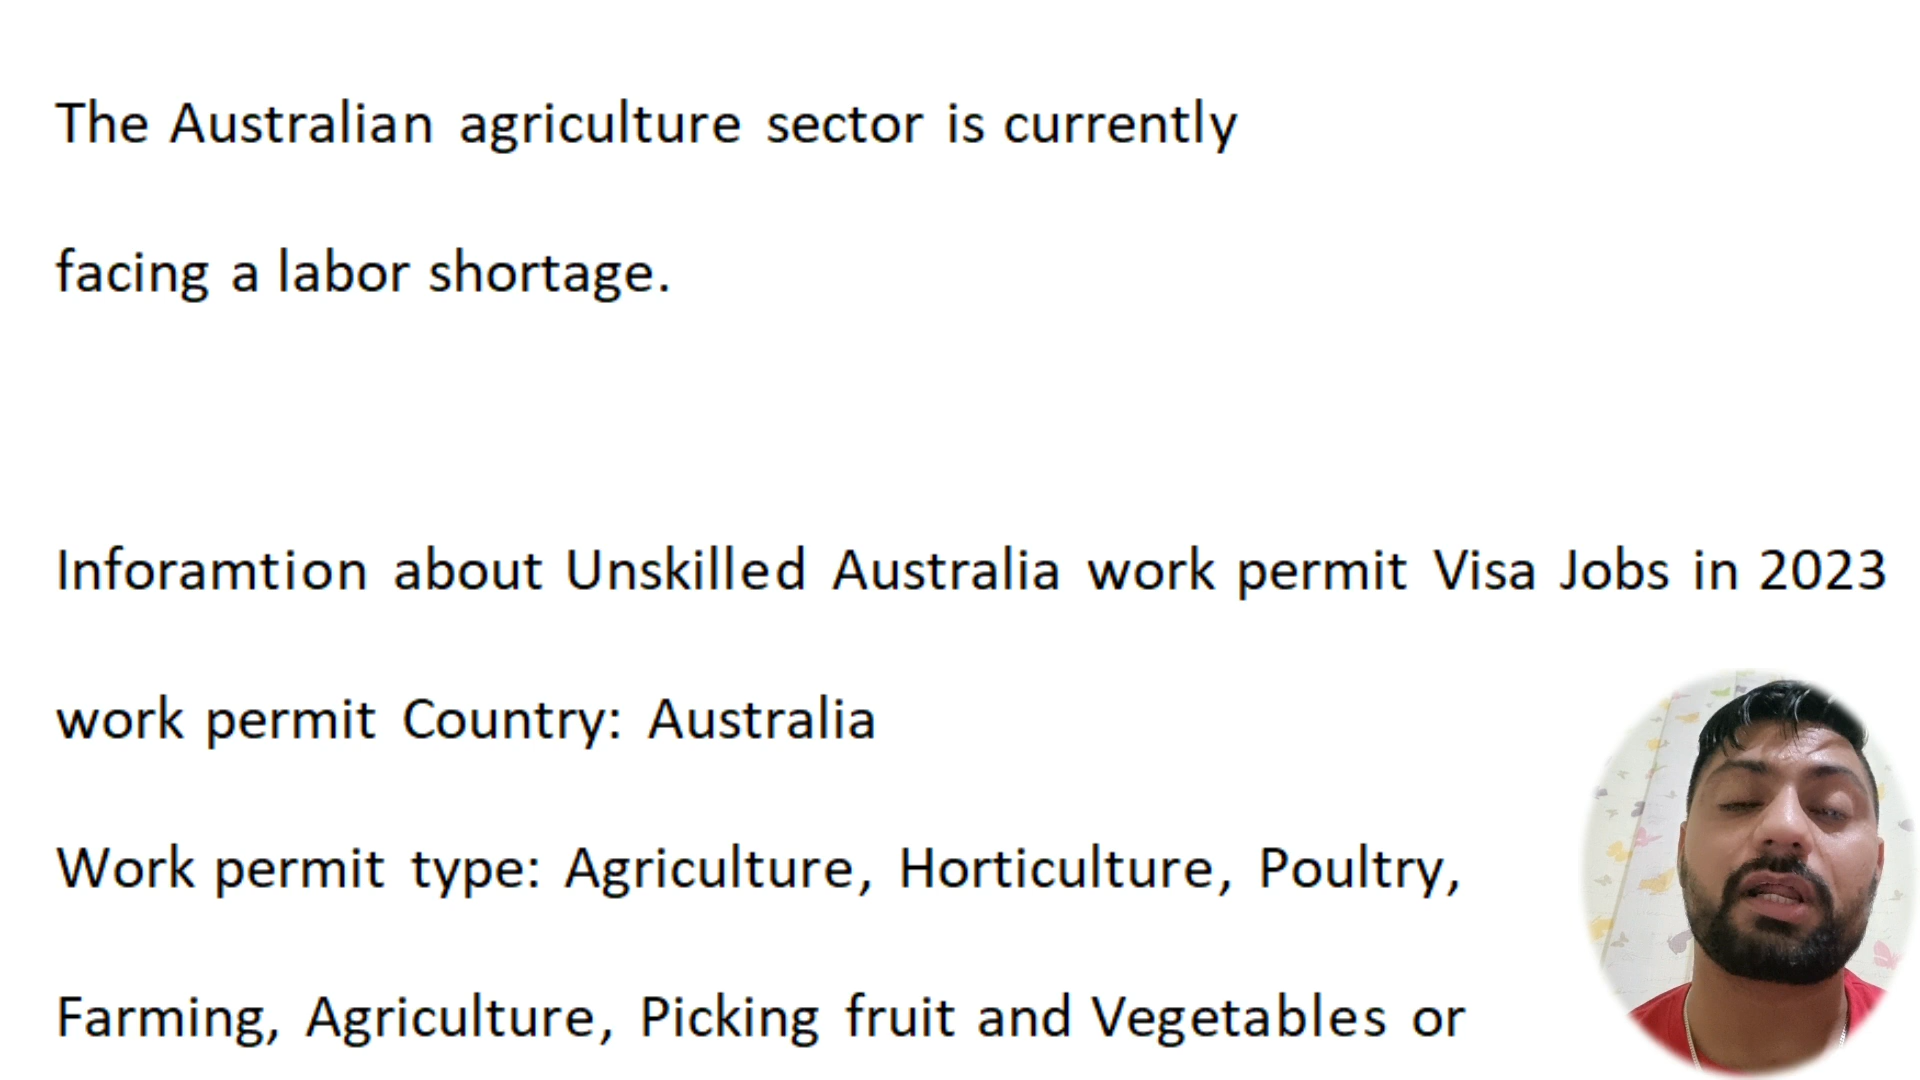 The Australian agriculture sector is currently
facing a labor shortage.
Inforamtion about Unskilled Australia work permit Visa Jobs in 2023
work permit Country: Australia
Work permit type: Agriculture, Horticulture, Poultry,
Farming, Agriculture, Picking fruit and Vegetables or